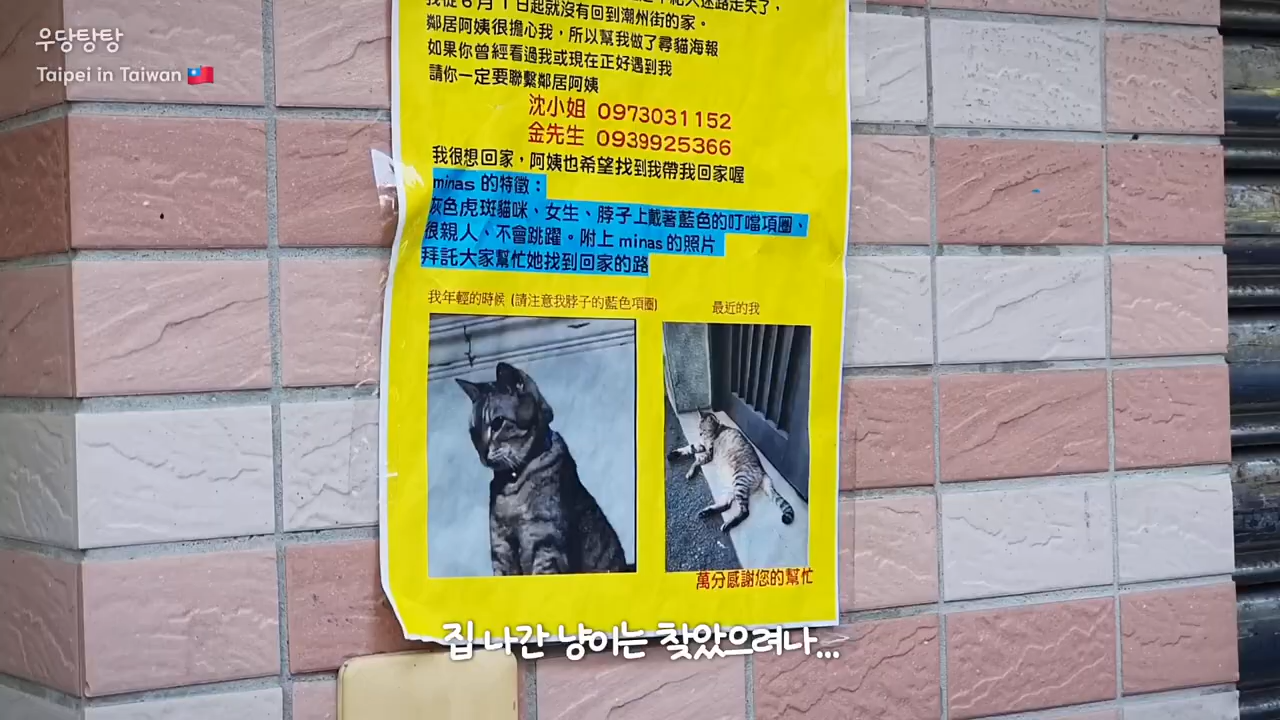 우당탕탕
Taipei in Taiwan
我從6月1日起就沒有回到潮州街的家。
鄰居阿姨很擔心我，所以幫我做了尋貓海報
如果你曾經看過我或現在正好遇到我
請你一定要聯繫鄰居阿姨
沈小姐 0973031152
金先生 0939925366
我很想回家，阿姨也希望找到我帶我回家喔
minas 的特徵：
灰色虎斑貓咪、女生、脖子上戴著藍色的叮噹項圈、
很親人、不會跳躍。附上 minas 的照片
拜託大家幫忙她找到回家的路
我年輕的時候 (請注意我脖子的藍色項圈)
最近的我
萬分感謝您的幫忙
집 나간 냥이는 찾았으려나...